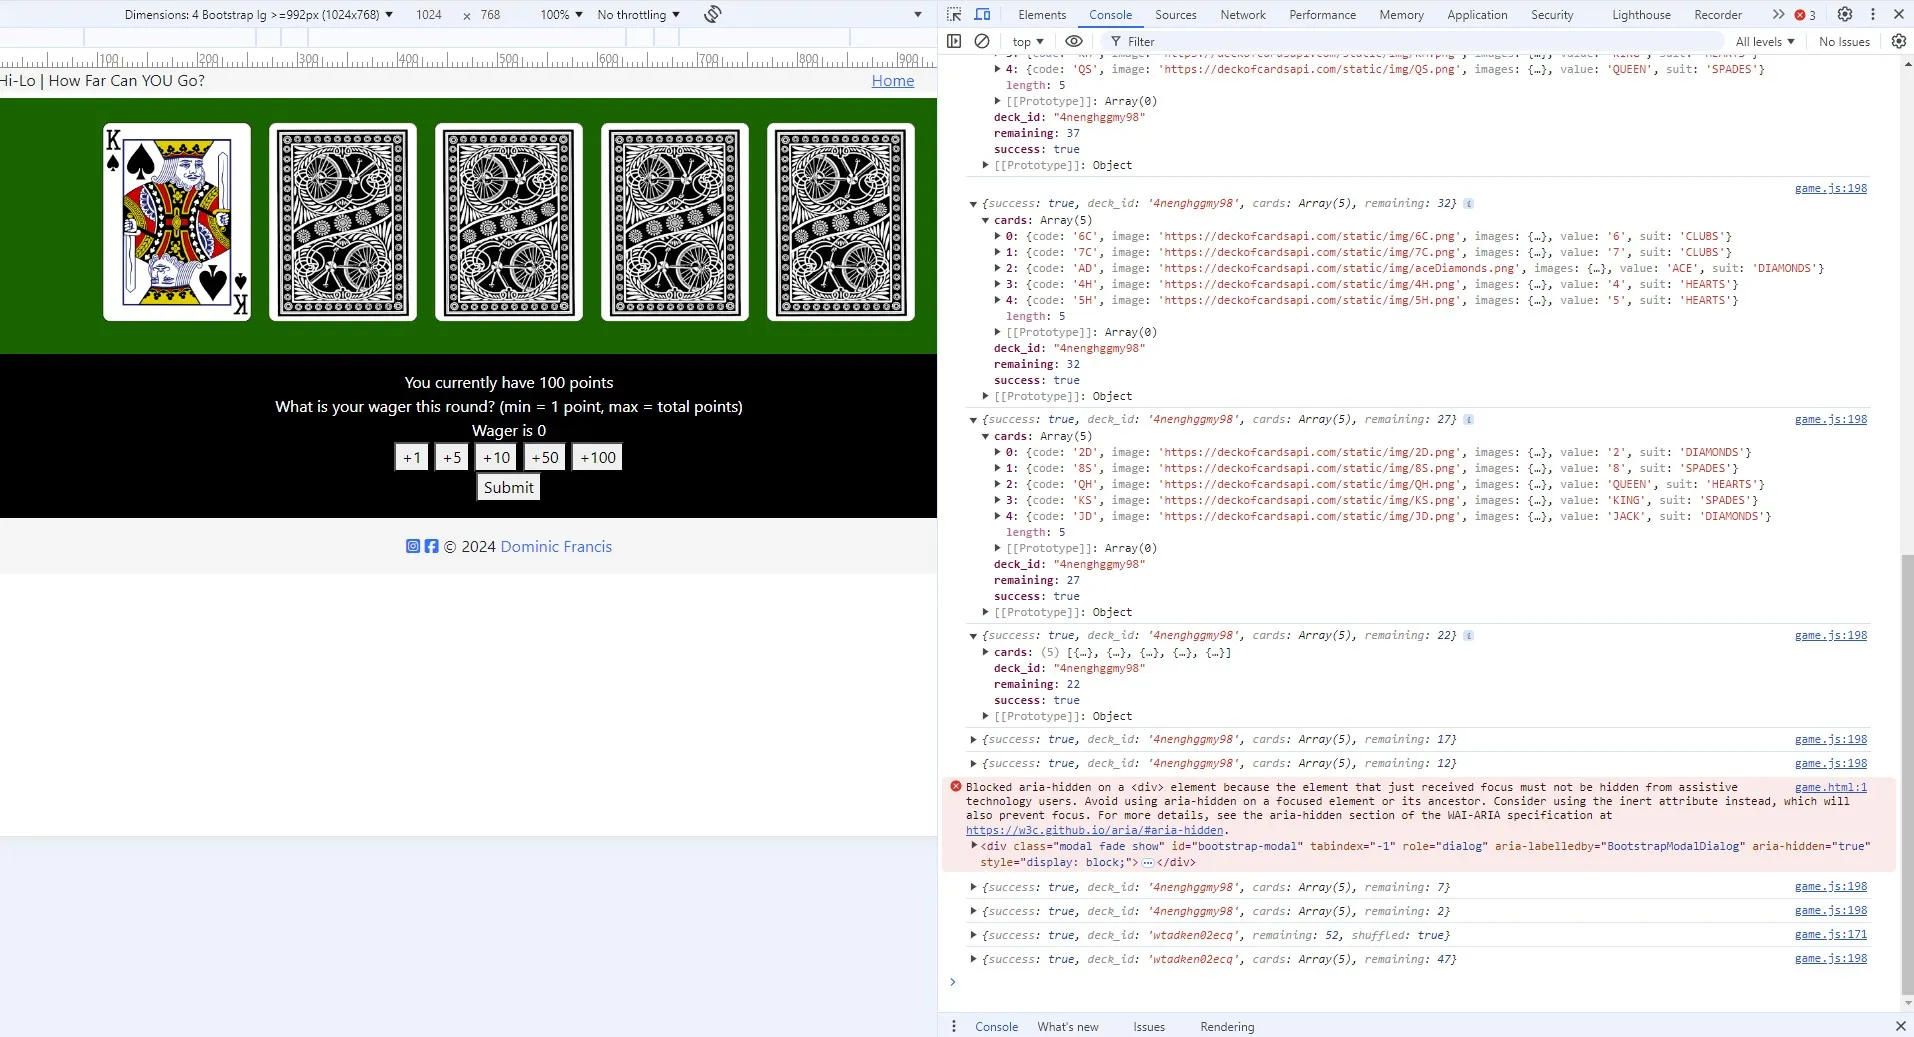 Dimensions: 4 Bootstrap lg >=992px (1024x768) ▼ 1024 × 768 100% ▼ No throttling ▼
100 200 300 400 500 600 700 800 900
Hi-Lo | How Far Can YOU Go? Home
K K
You currently have 100 points
What is your wager this round? (min = 1 point, max = total points)
Wager is 0
+1 +5 +10 +50 +100
Submit
© 2024 Dominic Francis
Elements Console Sources Network Performance Memory Application Security Lighthouse Recorder 3
top ▼ Filter All levels ▼ No Issues
4: {code: 'QS', image: 'https://deckofcardsapi.com/static/img/QS.png', images: {…}, value: 'QUEEN', suit: 'SPADES'}
length: 5
[[Prototype]]: Array(0)
deck_id: "4nenghggmy98"
remaining: 37
success: true
[[Prototype]]: Object
game.js:198
{success: true, deck_id: '4nenghggmy98', cards: Array(5), remaining: 32} i
cards: Array(5)
0: {code: '6C', image: 'https://deckofcardsapi.com/static/img/6C.png', images: {…}, value: '6', suit: 'CLUBS'}
1: {code: '7C', image: 'https://deckofcardsapi.com/static/img/7C.png', images: {…}, value: '7', suit: 'CLUBS'}
2: {code: 'AD', image: 'https://deckofcardsapi.com/static/img/aceDiamonds.png', images: {…}, value: 'ACE', suit: 'DIAMONDS'}
3: {code: '4H', image: 'https://deckofcardsapi.com/static/img/4H.png', images: {…}, value: '4', suit: 'HEARTS'}
4: {code: '5H', image: 'https://deckofcardsapi.com/static/img/5H.png', images: {…}, value: '5', suit: 'HEARTS'}
length: 5
[[Prototype]]: Array(0)
deck_id: "4nenghggmy98"
remaining: 32
success: true
[[Prototype]]: Object
{success: true, deck_id: '4nenghggmy98', cards: Array(5), remaining: 27} i game.js:198
cards: Array(5)
0: {code: '2D', image: 'https://deckofcardsapi.com/static/img/2D.png', images: {…}, value: '2', suit: 'DIAMONDS'}
1: {code: '8S', image: 'https://deckofcardsapi.com/static/img/8S.png', images: {…}, value: '8', suit: 'SPADES'}
2: {code: 'QH', image: 'https://deckofcardsapi.com/static/img/QH.png', images: {…}, value: 'QUEEN', suit: 'HEARTS'}
3: {code: 'KS', image: 'https://deckofcardsapi.com/static/img/KS.png', images: {…}, value: 'KING', suit: 'SPADES'}
4: {code: 'JD', image: 'https://deckofcardsapi.com/static/img/JD.png', images: {…}, value: 'JACK', suit: 'DIAMONDS'}
length: 5
[[Prototype]]: Array(0)
deck_id: "4nenghggmy98"
remaining: 27
success: true
[[Prototype]]: Object
{success: true, deck_id: '4nenghggmy98', cards: Array(5), remaining: 22} i game.js:198
cards: (5) [{…}, {…}, {…}, {…}, {…}]
deck_id: "4nenghggmy98"
remaining: 22
success: true
[[Prototype]]: Object
{success: true, deck_id: '4nenghggmy98', cards: Array(5), remaining: 17} game.js:198
{success: true, deck_id: '4nenghggmy98', cards: Array(5), remaining: 12} game.js:198
Blocked aria-hidden on a <div> element because the element that just received focus must not be hidden from assistive game.html:1
technology users. Avoid using aria-hidden on a focused element or its ancestor. Consider using the inert attribute instead, which will
also prevent focus. For more details, see the aria-hidden section of the WAI-ARIA specification at
https://w3c.github.io/aria/#aria-hidden.
<div class="modal fade show" id="bootstrap-modal" tabindex="-1" role="dialog" aria-labelledby="BootstrapModalDialog" aria-hidden="true"
style="display: block;">…</div>
{success: true, deck_id: '4nenghggmy98', cards: Array(5), remaining: 7} game.js:198
{success: true, deck_id: '4nenghggmy98', cards: Array(5), remaining: 2} game.js:198
{success: true, deck_id: 'wtadken02ecq', remaining: 52, shuffled: true} game.js:171
{success: true, deck_id: 'wtadken02ecq', cards: Array(5), remaining: 47} game.js:198
Console What's new Issues Rendering